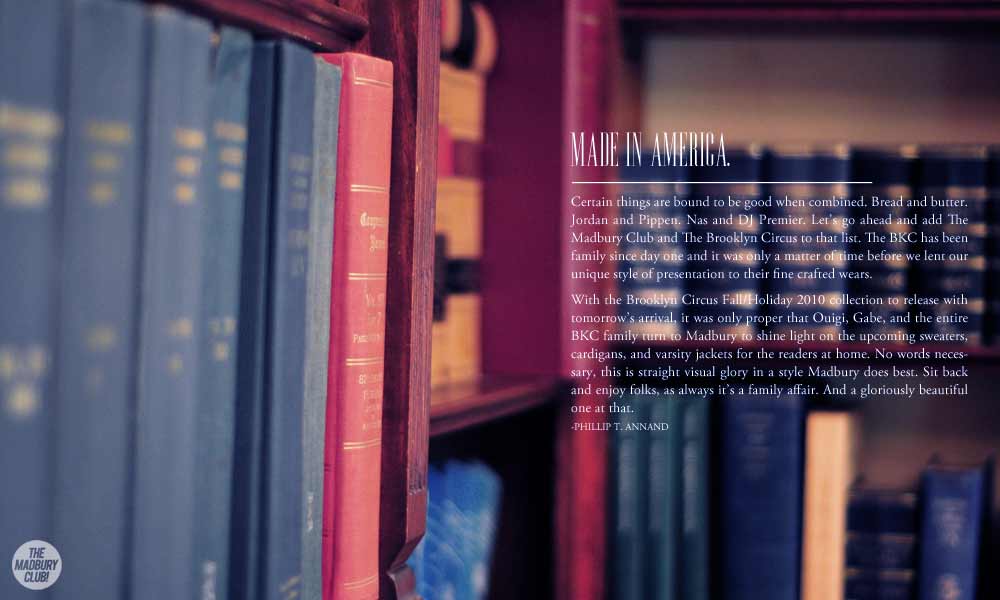 MADE IN AMERICA.
Certain things are bound to be good when combined. Bread and butter.
Jordan and Pippen. Nas and DJ Premier. Let's go ahead and add The
Madbury Club and The Brooklyn Circus to that list. The BKC has been
family since day one and it was only a matter of time before we lent our
unique style of presentation to their fine crafted wears.
With the Brooklyn Circus Fall/Holiday 2010 collection to release with
tomorrow's arrival, it was only proper that Ouigi, Gabe, and the entire
BKC family turn to Madbury to shine light on the upcoming sweaters,
cardigans, and varsity jackets for the readers at home. No words neces-
sary, this is straight visual glory in a style Madbury does best. Sit back
and enjoy folks, as always it's a family affair. And a gloriously beautiful
one at that.
-PHILLIP T. ANNAND
THE
MADBURY
CLUB!